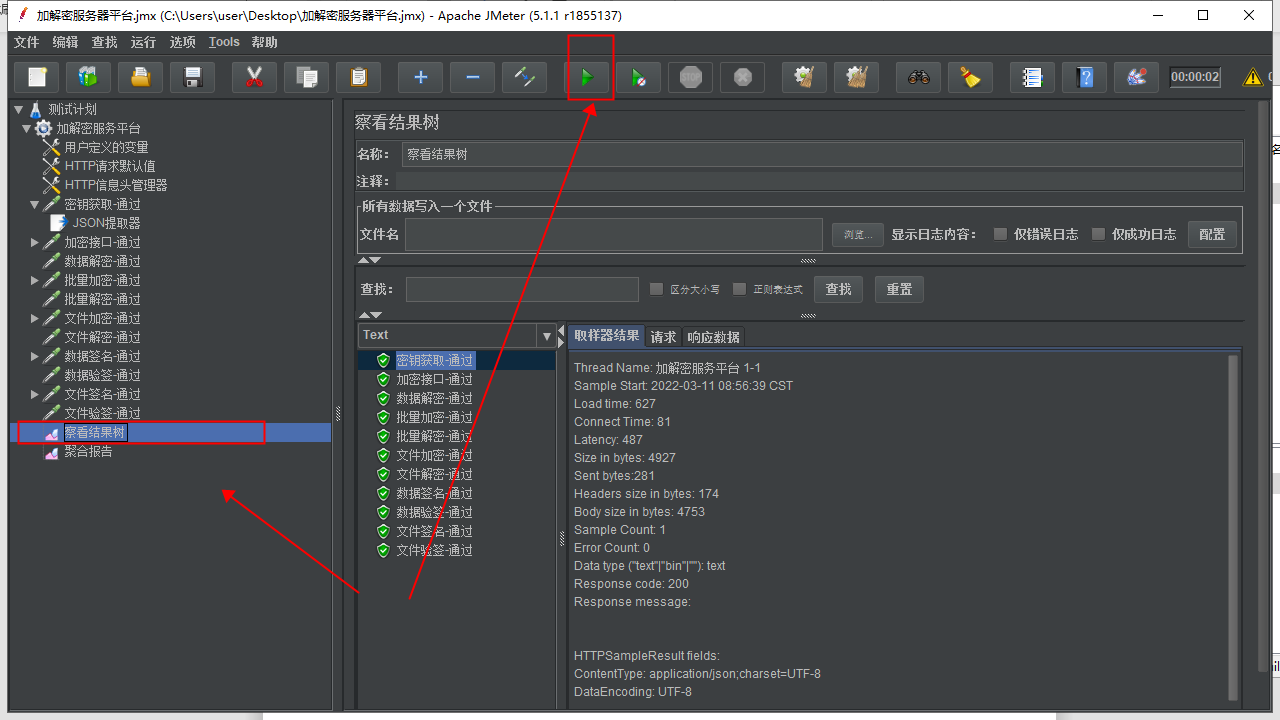 加解密服务器平台.jmx (C:\Users\user\Desktop\加解密服务器平台.jmx) - Apache JMeter (5.1.1 r1855137)
文件 编辑 查找 运行 选项 Tools 帮助
STOP
00:00:02
测试计划
加解密服务平台
用户定义的变量
HTTP请求默认值
HTTP信息头管理器
密钥获取-通过
JSON提取器
加密接口-通过
数据解密-通过
批量加密-通过
批量解密-通过
文件加密-通过
文件解密-通过
数据签名-通过
数据验签-通过
文件签名-通过
文件验签-通过
察看结果树
聚合报告
察看结果树
名称： 察看结果树
注释：
所有数据写入一个文件
文件名 浏览... 显示日志内容： 仅错误日志 仅成功日志 配置
查找： 区分大小写 正则表达式 查找 重置
Text
密钥获取-通过
加密接口-通过
数据解密-通过
批量加密-通过
批量解密-通过
文件加密-通过
文件解密-通过
数据签名-通过
数据验签-通过
文件签名-通过
文件验签-通过
取样器结果 请求 响应数据
Thread Name: 加解密服务平台 1-1
Sample Start: 2022-03-11 08:56:39 CST
Load time: 627
Connect Time: 81
Latency: 487
Size in bytes: 4927
Sent bytes:281
Headers size in bytes: 174
Body size in bytes: 4753
Sample Count: 1
Error Count: 0
Data type ("text"|"bin"|""): text
Response code: 200
Response message:
HTTPSampleResult fields:
ContentType: application/json;charset=UTF-8
DataEncoding: UTF-8